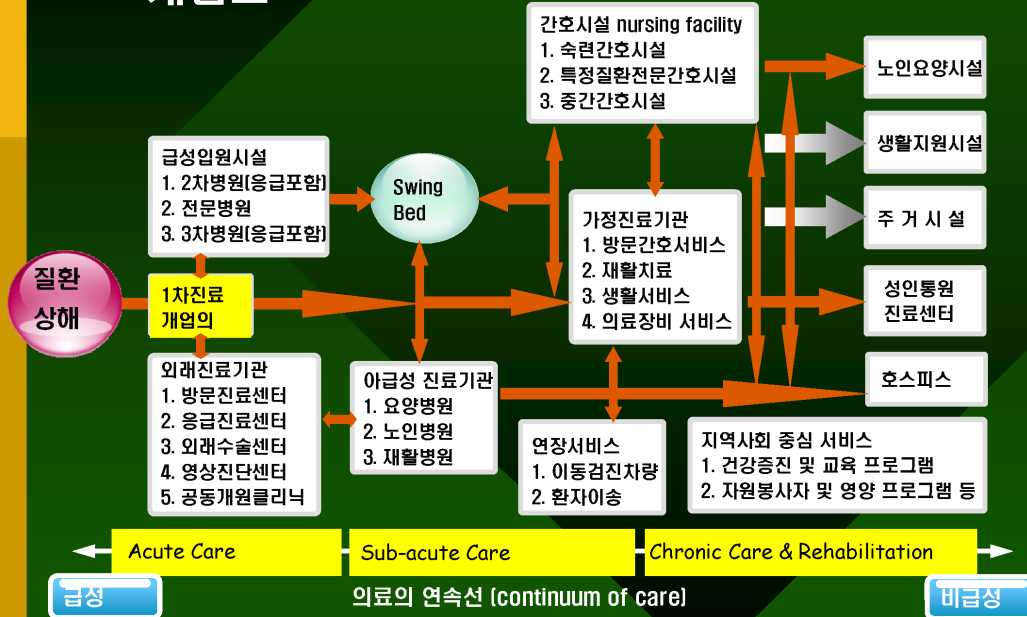 간호시설 nursing facility
1. 숙련간호시설
2. 특정질환전문간호시설
3. 중간간호시설
노인요양시설
생활지원시설
주 거 시 설
성인통원
진료센터
호스피스
급성입원시설
1. 2차병원(응급포함)
2. 전문병원
3. 3차병원(응급포함)
Swing
Bed
가정진료기관
1. 방문간호서비스
2. 재활치료
3. 생활서비스
4. 의료장비 서비스
질환
상해
1차진료
개업의
외래진료기관
1. 방문진료센터
2. 응급진료센터
3. 외래수술센터
4. 영상진단센터
5. 공동개원클리닉
아급성 진료기관
1. 요양병원
2. 노인병원
3. 재활병원
연장서비스
1. 이동검진차량
2. 환자이송
지역사회 중심 서비스
1. 건강증진 및 교육 프로그램
2. 자원봉사자 및 영양 프로그램 등
Acute Care
Sub-acute Care
Chronic Care & Rehabilitation
급성
의료의 연속선 (continuum of care)
비급성